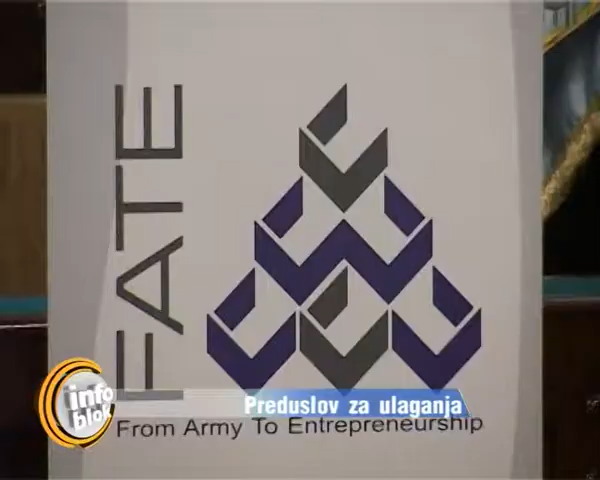 FATE
info
blok
Preduslov za ulaganja
From Army To Entrepreneurship